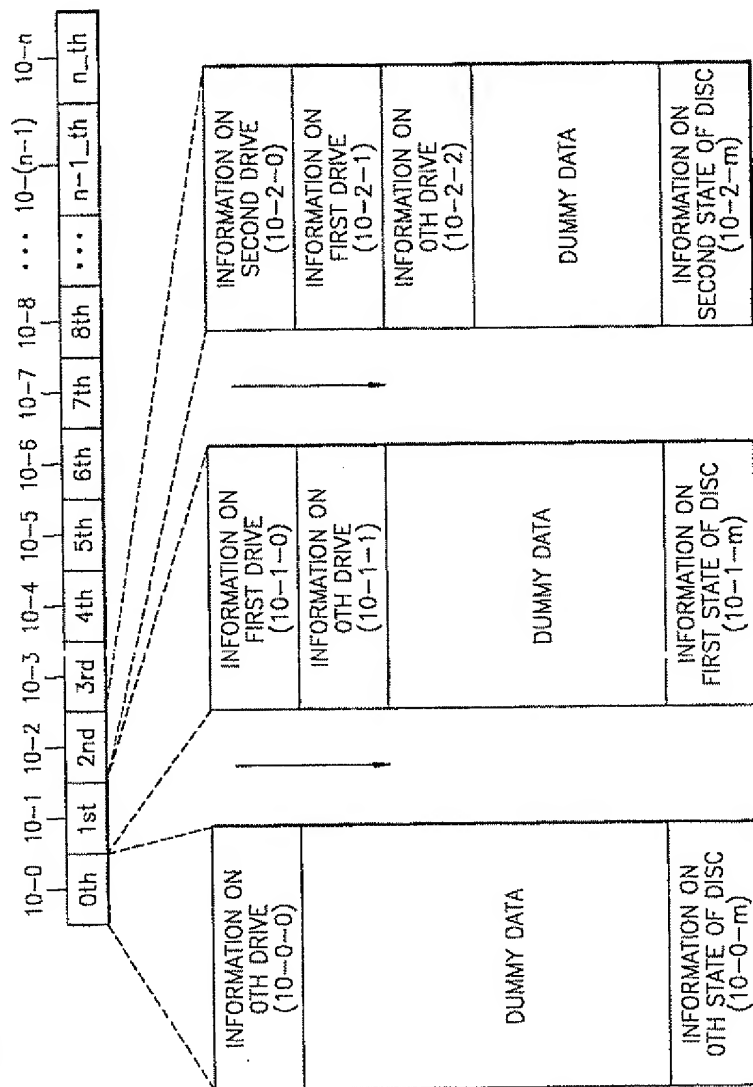 10-0 10-1 10-2 10-3 10-4 10-5 10-6 10-7 10-8 ... 10-(n-1) 10-n
0th 1st 2nd 3rd 4th 5th 6th 7th 8th ... n-1_th n_th
INFORMATION ON
0TH DRIVE
(10-0-0)
DUMMY DATA
INFORMATION ON
0TH STATE OF DISC
(10-0-m)
INFORMATION ON
FIRST DRIVE
(10-1-0)
INFORMATION ON
0TH DRIVE
(10-1-1)
DUMMY DATA
INFORMATION ON
FIRST STATE OF DISC
(10-1-m)
INFORMATION ON
SECOND DRIVE
(10-2-0)
INFORMATION ON
FIRST DRIVE
(10-2-1)
INFORMATION ON
0TH DRIVE
(10-2-2)
DUMMY DATA
INFORMATION ON
SECOND STATE OF DISC
(10-2-m)